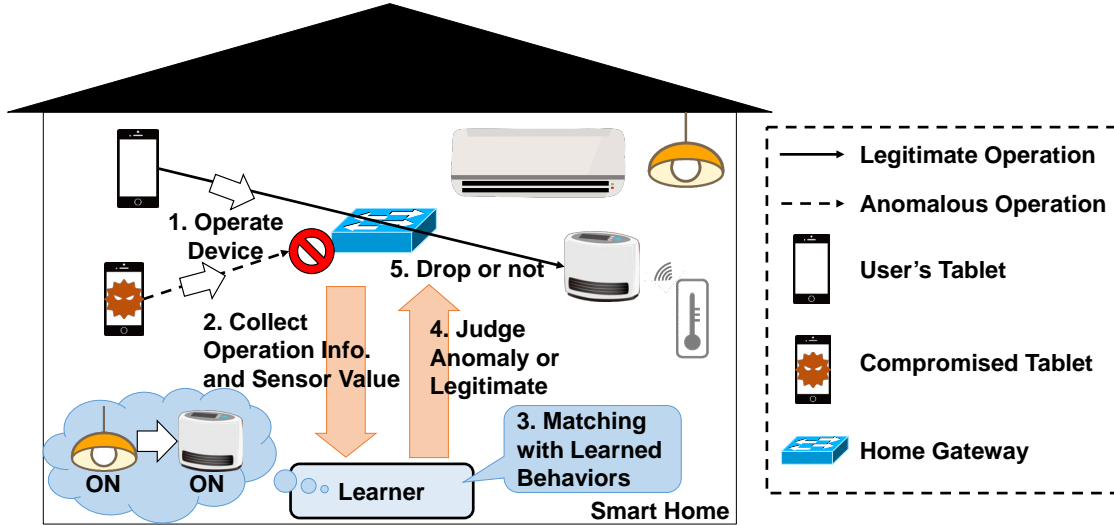 1. Operate
Device
5. Drop or not
2. Collect
Operation Info.
and Sensor Value
4. Judge
Anomaly or
Legitimate
3. Matching
with Learned
Behaviors
ON
ON
Learner
Smart Home
Legitimate Operation
Anomalous Operation
User's Tablet
Compromised Tablet
Home Gateway